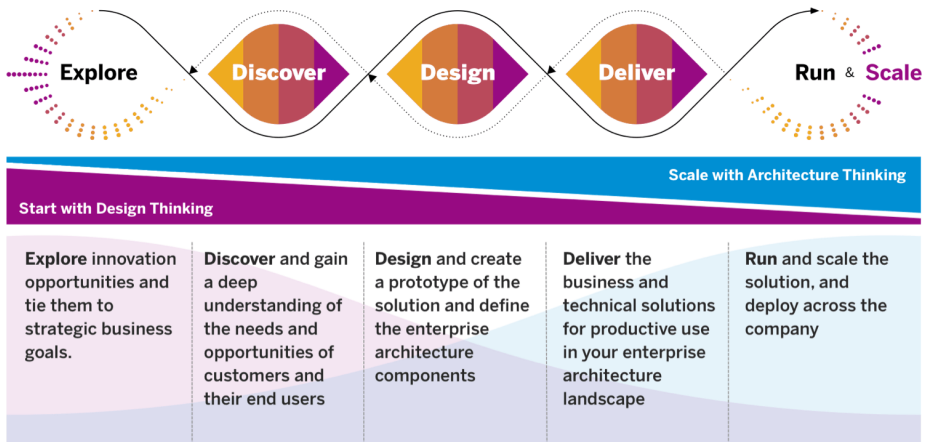 Explore
Discover
Design
Deliver
Run & Scale
Scale with Architecture Thinking
Start with Design Thinking
Explore innovation
opportunities and
tie them to
strategic business
goals.
Discover and gain
a deep
understanding of
the needs and
opportunities of
customers and
their end users
Design and create
a prototype of the
solution and define
the enterprise
architecture
components
Deliver the
business and
technical solutions
for productive use
in your enterprise
architecture
landscape
Run and scale the
solution, and
deploy across the
company